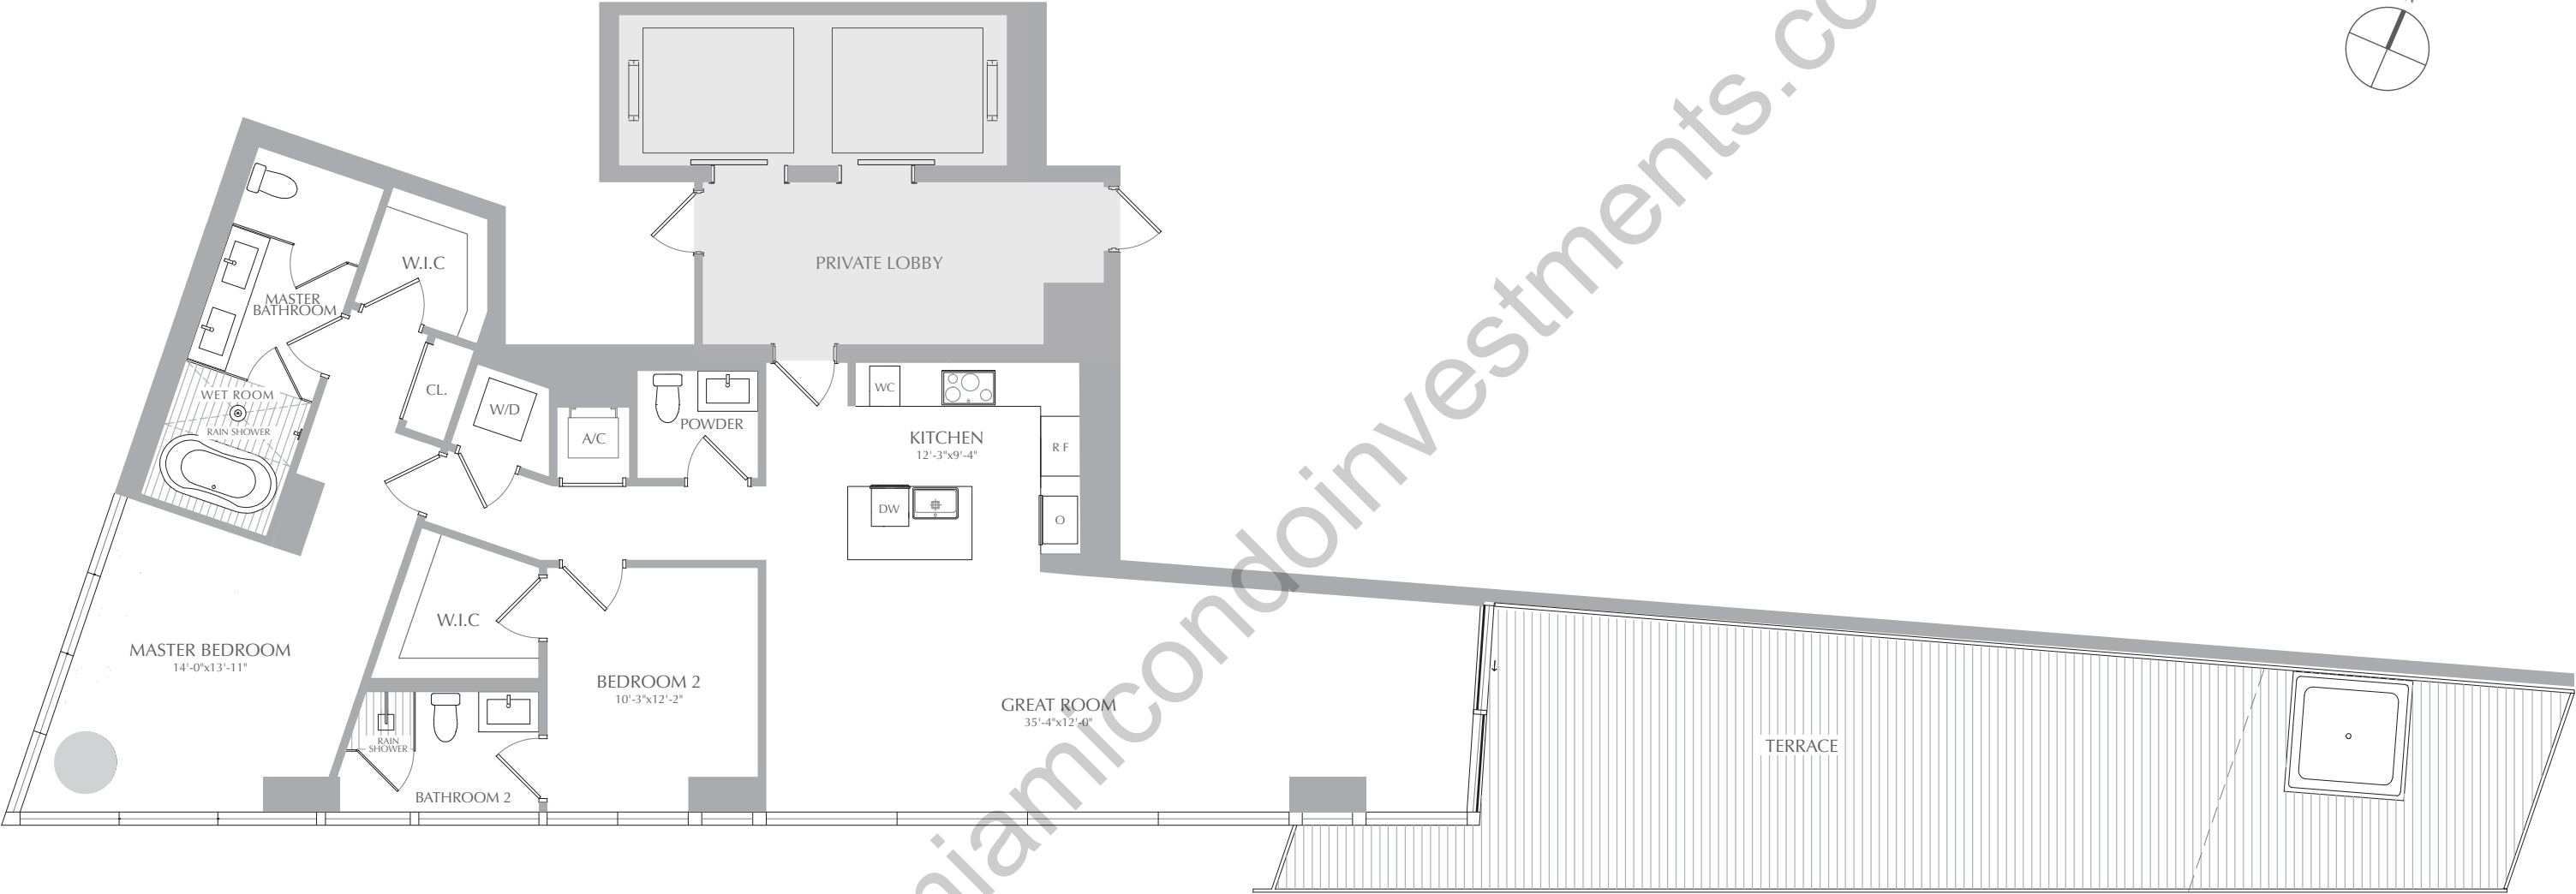 PRIVATE LOBBY
W.I.C
MASTER
BATHROOM
WET ROOM
RAIN SHOWER
CL.
W/D
A/C
POWDER
WC
KITCHEN
12'-3"x9'-4"
R F
DW
O
W.I.C
MASTER BEDROOM
14'-0"x13'-11"
BEDROOM 2
10'-3"x12'-2"
GREAT ROOM
35'-4"x12'-0"
RAIN
SHOWER
BATHROOM 2
TERRACE
miamicondoinvestments.co